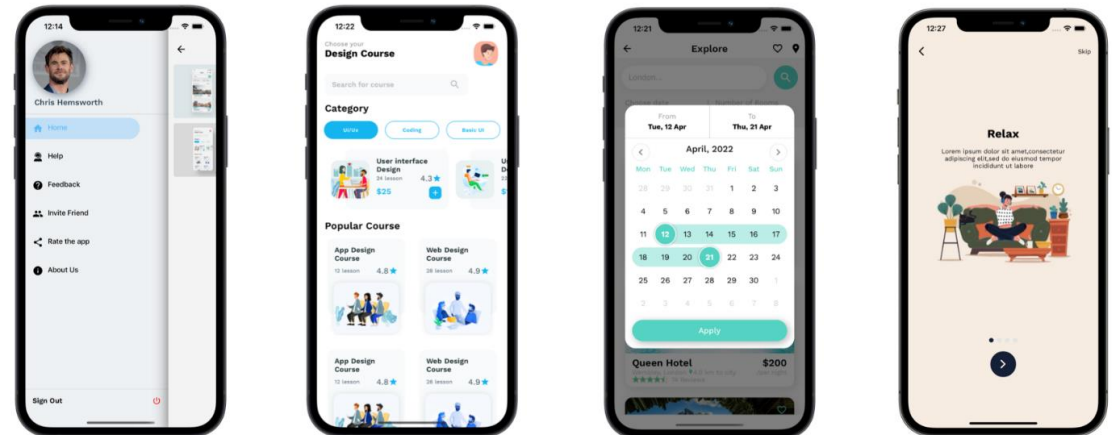 12:14
Chris Hemsworth
Home
Help
Feedback
Invite Friend
Rate the app
About Us
Sign Out
12:22
Choose your
Design Course
Search for course
Category
UI/Ux
Coding
Basic UI
User interface
Design
24 lesson
4.3
$25
U
D
Popular Course
App Design
Course
12 lesson
4.8
Web Design
Course
28 lesson
4.9
App Design
Course
12 lesson
4.8
Web Design
Course
28 lesson
4.9
12:21
Explore
London...
Choose date
Number of Rooms
From
Tue, 12 Apr
To
Thu, 21 Apr
April, 2022
Mon Tue Wed Thu Fri Sat Sun
28 29 30 31 1 2 3
4 5 6 7 8 9 10
11 12 13 14 15 16 17
18 19 20 21 22 23 24
25 26 27 28 29 30 1
2 3 4 5 6 7 8
Apply
Queen Hotel
$200
12:27
Skip
Relax
Lorem ipsum dolor sit amet,consectetur
adipiscing elit,sed do eiusmod tempor
incididunt ut labore